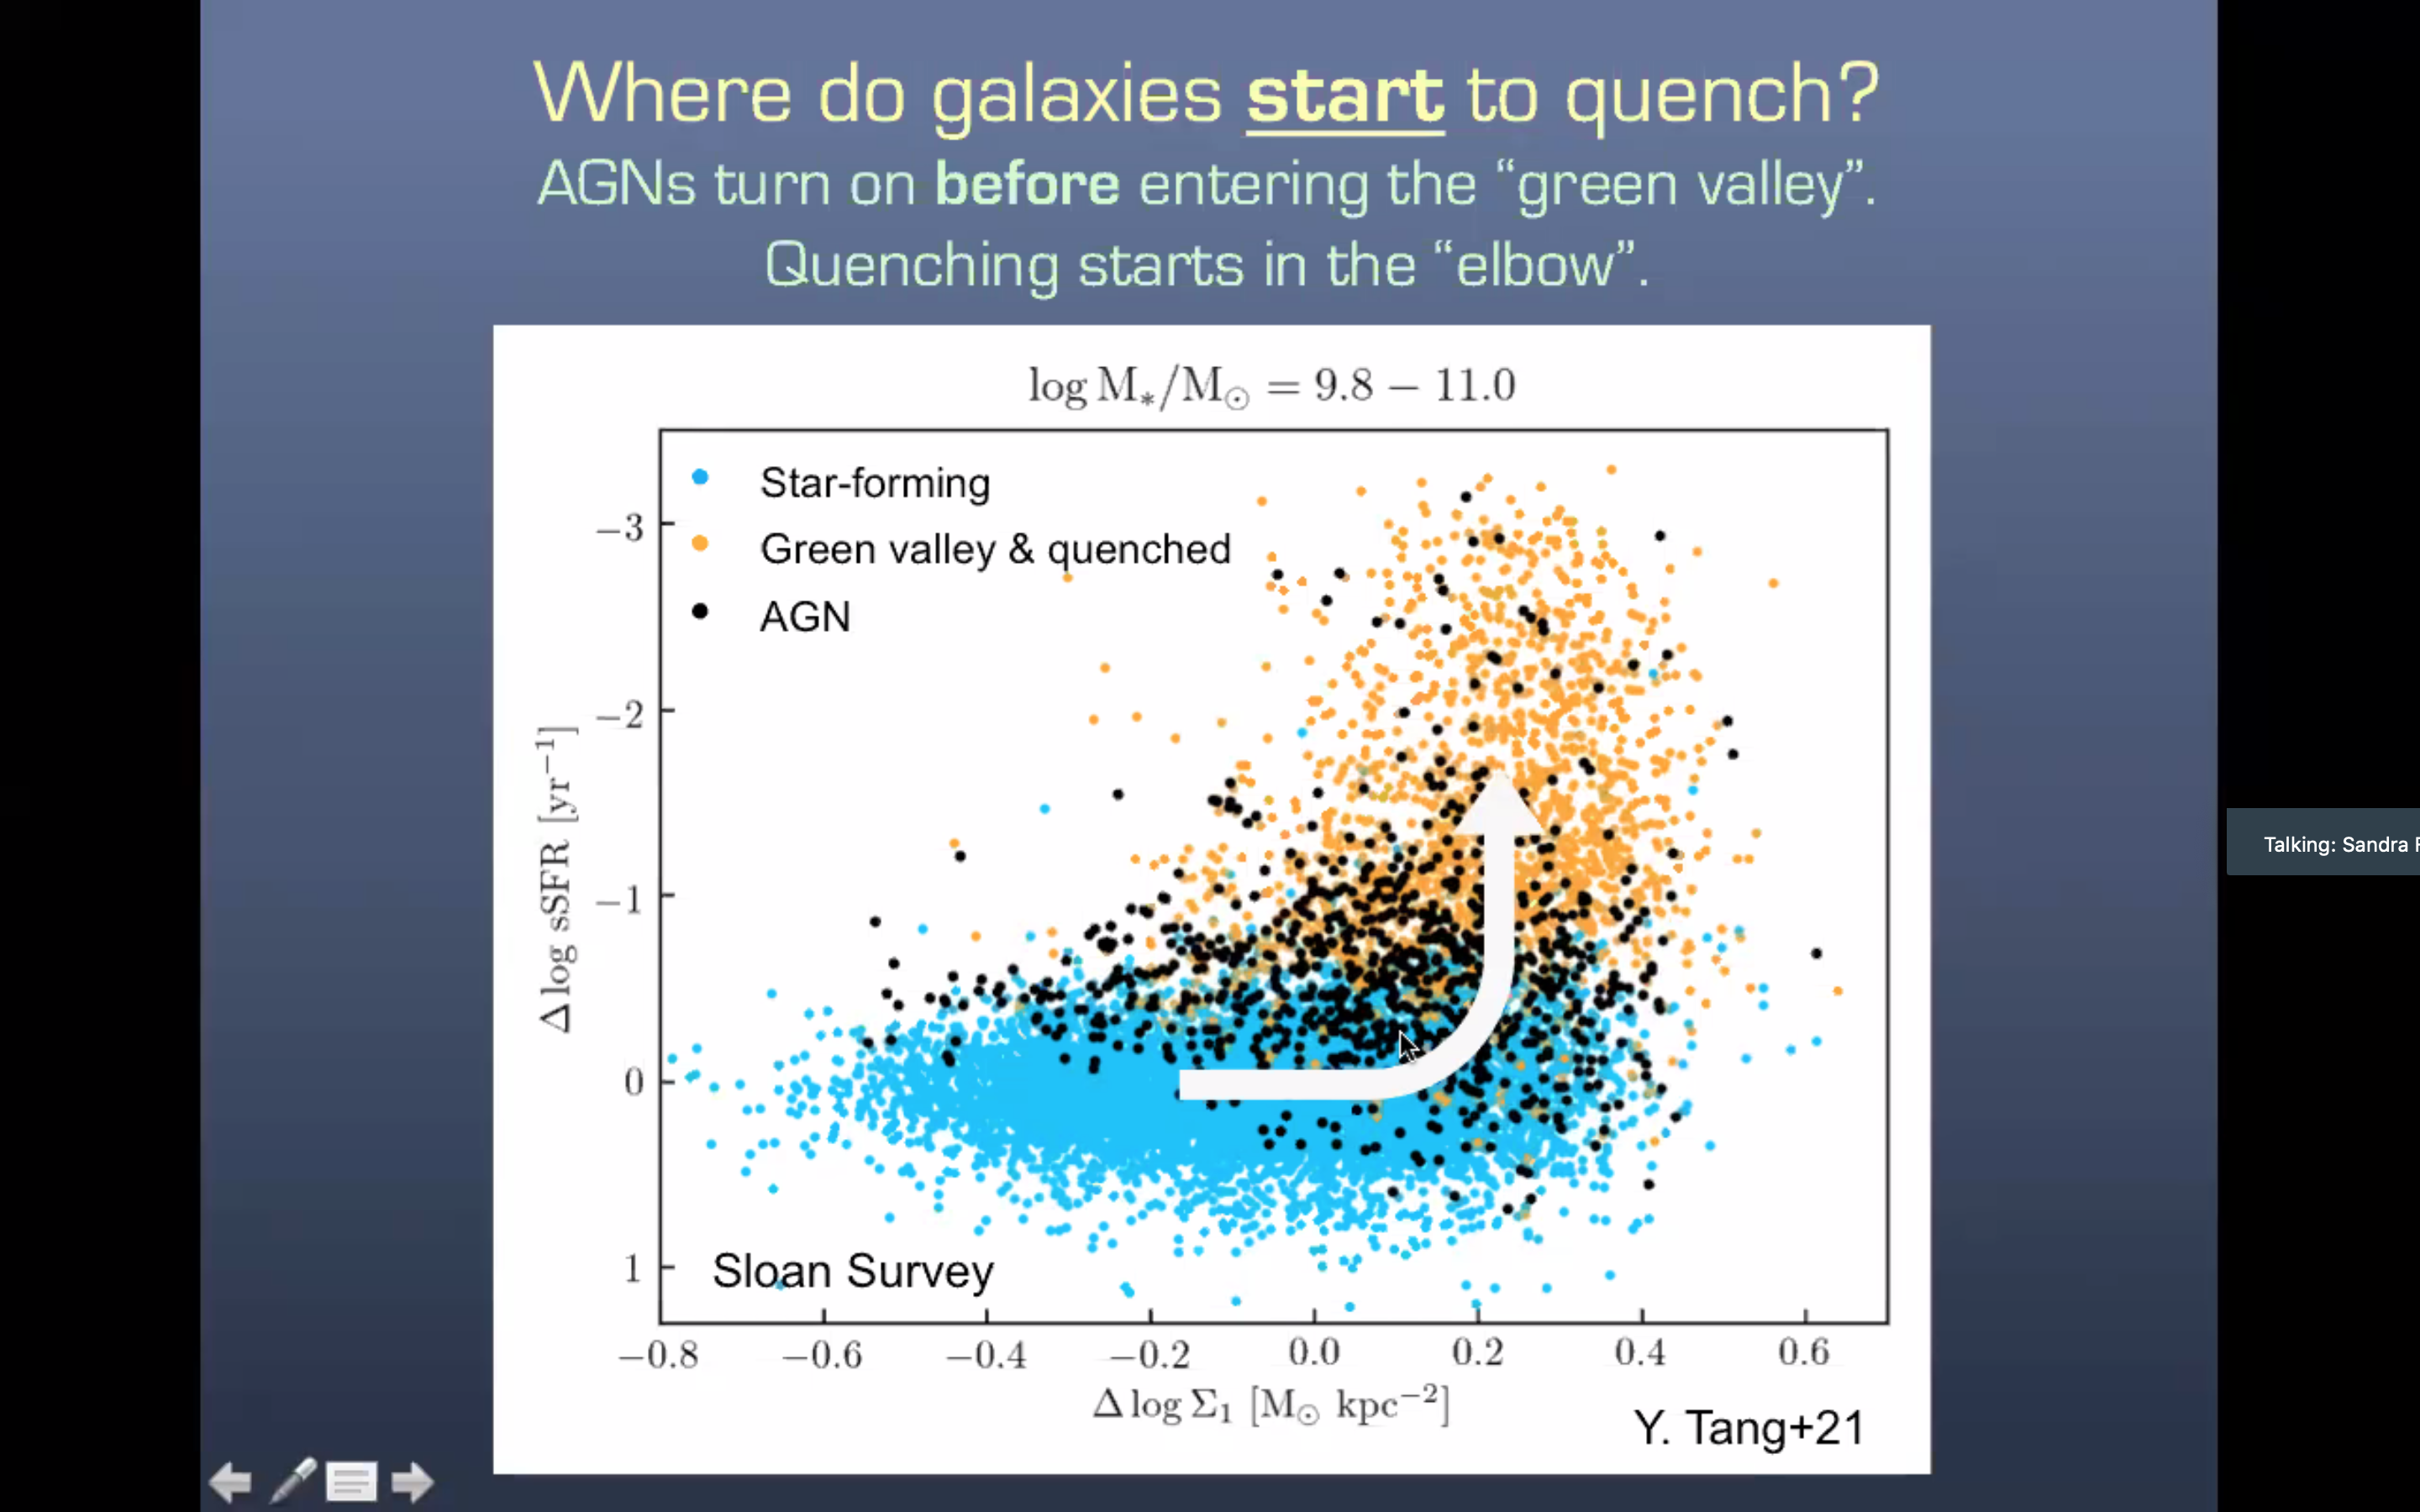 Where do galaxies start to quench?
AGNs turn on before entering the “green valley”.
Quenching starts in the “elbow”.
log M*/M☉ = 9.8 − 11.0
Star-forming
Green valley & quenched
AGN
−3
−2
−1
0
1
Δ log sSFR [yr⁻¹]
Sloan Survey
−0.8 −0.6 −0.4 −0.2 0.0 0.2 0.4 0.6
Δ log Σ₁ [M☉ kpc⁻²]
Y. Tang+21
Talking: Sandra